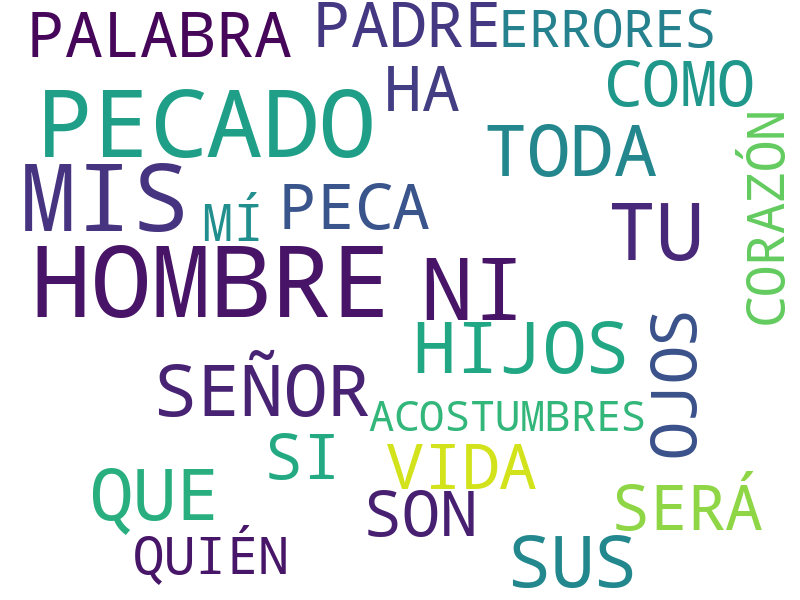 PALABRA
PADRE
ERRORES
HA
COMO
PECADO
TODA
CORAZÓN
MIS
MÍ
PECA
TU
HOMBRE
NI
HIJOS
OJOS
SEÑOR
ACOSTUMBRES
SI
VIDA
QUE
SON
SERÁ
QUIÉN
SUS